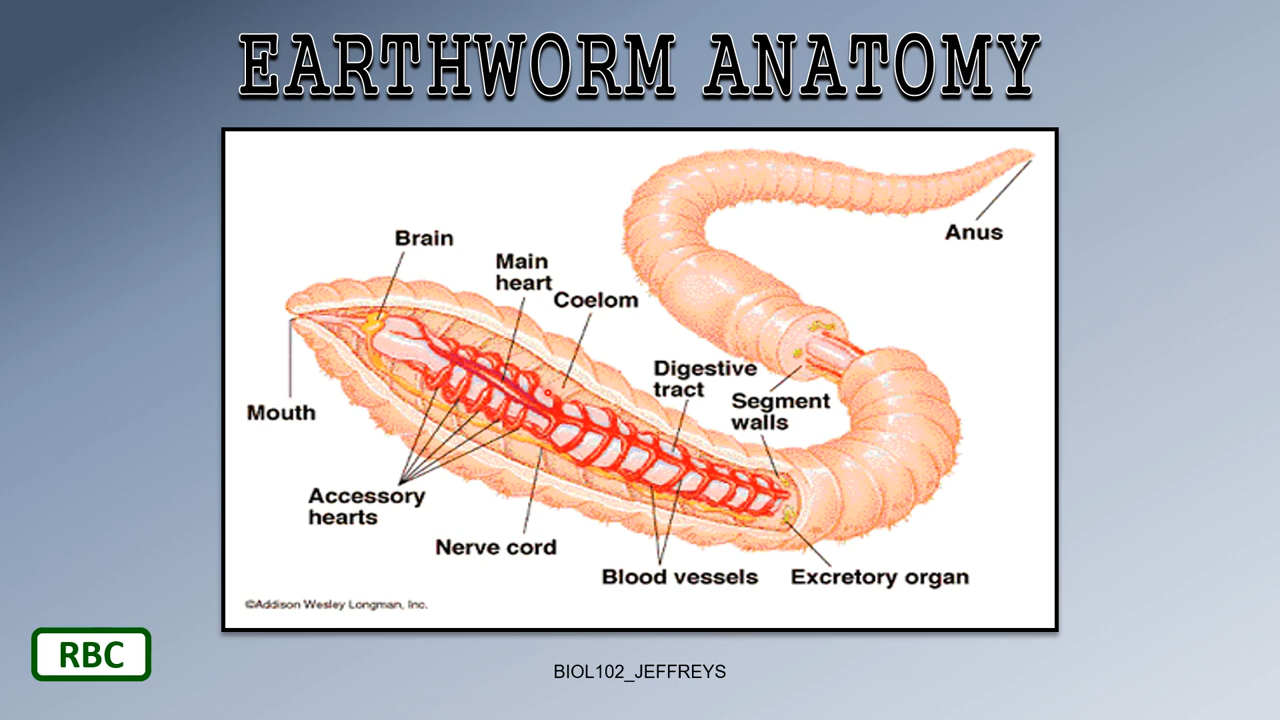 EARTHWORM ANATOMY
Anus
Brain
Main
heart
Coelom
Digestive
tract
Segment
walls
Mouth
Accessory
hearts
Nerve cord
Blood vessels
Excretory organ
©Addison Wesley Longman, Inc.
RBC
BIOL102_JEFFREYS